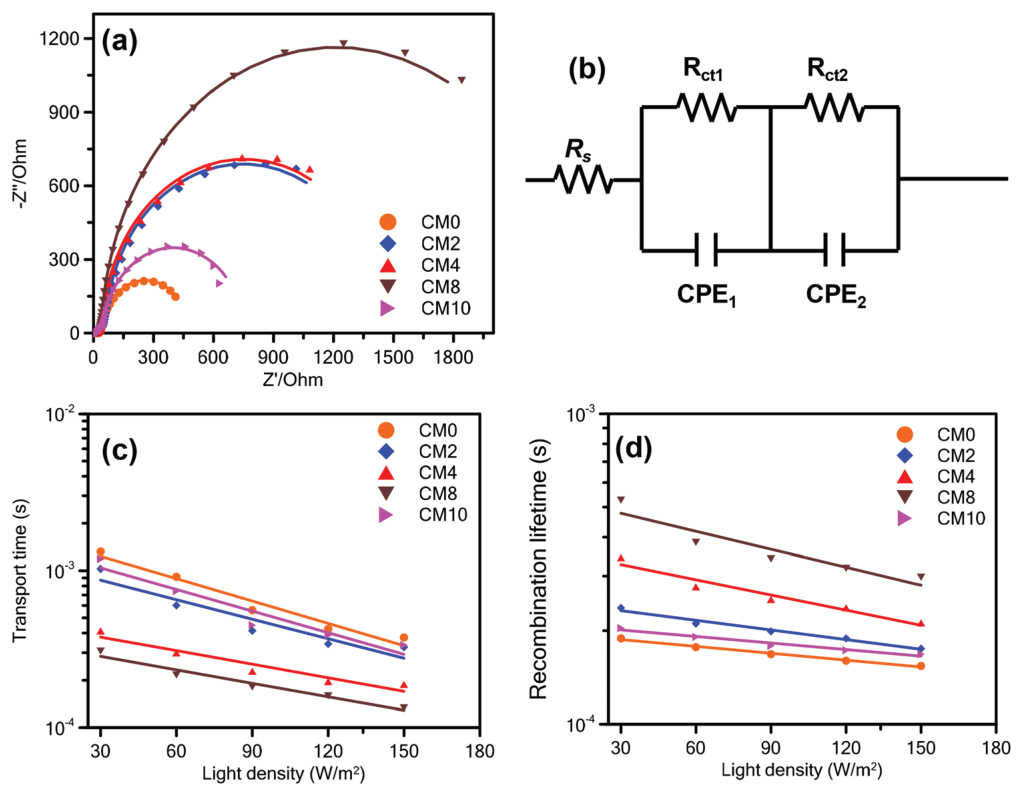 (a)
1200
900
600
300
0
-Z''/Ohm
0 300 600 900 1200 1500 1800
Z'/Ohm
CM0
CM2
CM4
CM8
CM10
(b)
Rct1
Rct2
Rs
CPE1
CPE2
(c)
10-2
10-3
10-4
Transport time (s)
30 60 90 120 150 180
Light density (W/m²)
CM0
CM2
CM4
CM8
CM10
(d)
10-3
10-4
Recombination lifetime (s)
30 60 90 120 150 180
Light density (W/m²)
CM0
CM2
CM4
CM8
CM10